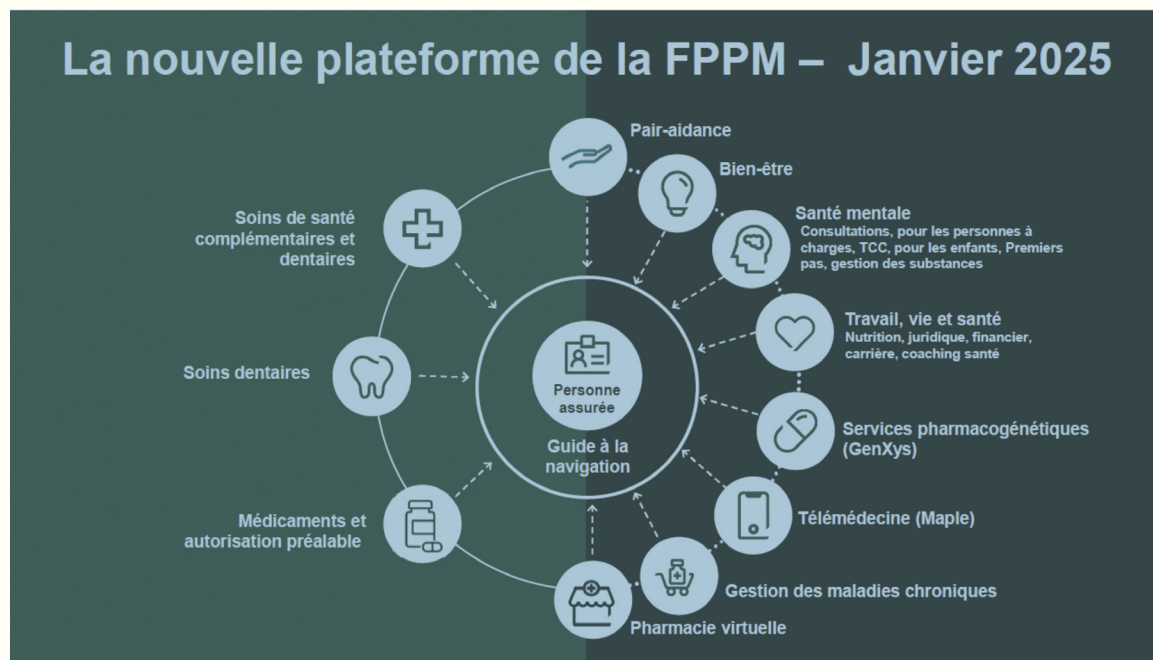 La nouvelle plateforme de la FPPM – Janvier 2025
Pair-aidance
Bien-être
Santé mentale
Consultations, pour les personnes à
charges, TCC, pour les enfants, Premiers
pas, gestion des substances
Travail, vie et santé
Nutrition, juridique, financier,
carrière, coaching santé
Services pharmacogénétiques
(GenXys)
Télémédecine (Maple)
Gestion des maladies chroniques
Pharmacie virtuelle
Médicaments et
autorisation préalable
Soins dentaires
Soins de santé
complémentaires et
dentaires
Personne
assurée
Guide à la
navigation